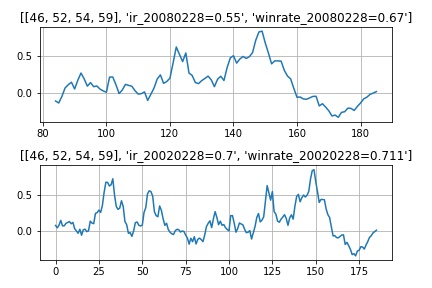 [[46, 52, 54, 59], 'ir_20080228=0.55', 'winrate_20080228=0.67']
0.5
0.0
80 100 120 140 160 180
[[46, 52, 54, 59], 'ir_20020228=0.7', 'winrate_20020228=0.711']
0.5
0.0
0 25 50 75 100 125 150 175